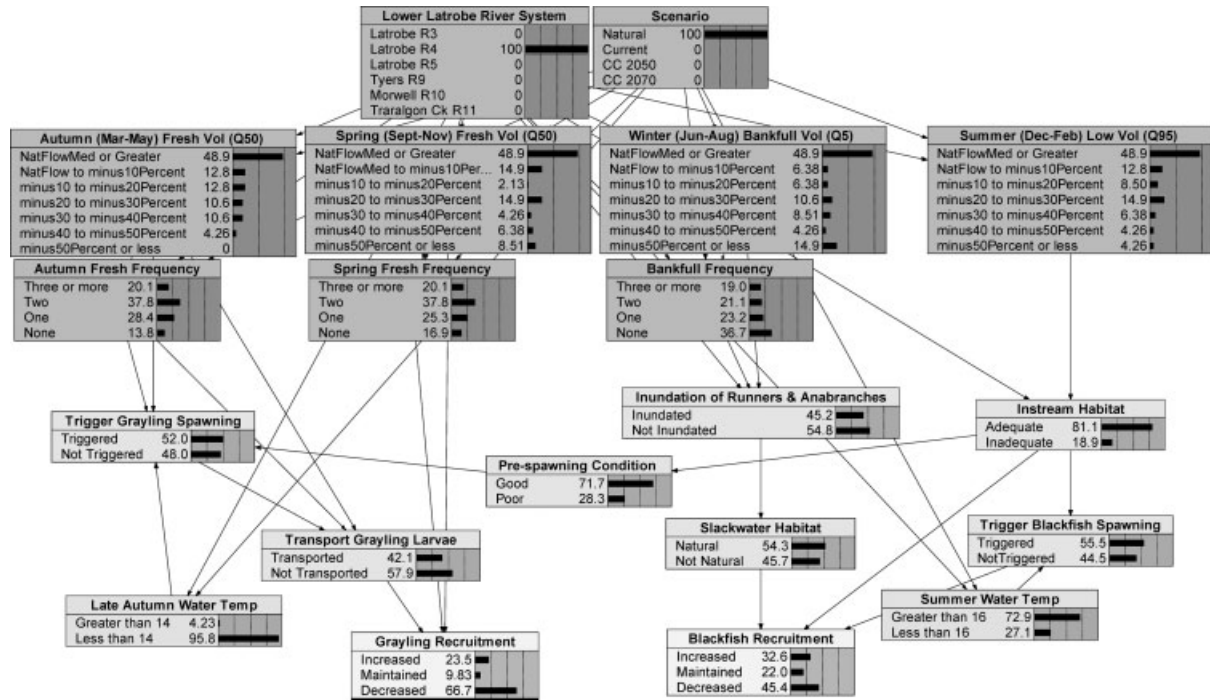 Lower Latrobe River System
Latrobe R3 0
Latrobe R4 100
Latrobe R5 0
Tyers R9 0
Morwell R10 0
Traralgon Ck R11 0
Scenario
Natural 100
Current 0
CC 2050 0
CC 2070 0
Autumn (Mar-May) Fresh Vol (Q50)
NatFlowMed or Greater 48.9
NatFlow to minus10Percent 12.8
minus10 to minus20Percent 12.8
minus20 to minus30Percent 10.6
minus30 to minus40Percent 10.6
minus40 to minus50Percent 4.26
minus50Percent or less 0
Spring (Sept-Nov) Fresh Vol (Q50)
NatFlowMed or Greater 48.9
NatFlowMed to minus10Per... 14.9
minus10 to minus20Percent 2.13
minus20 to minus30Percent 14.9
minus30 to minus40Percent 4.26
minus40 to minus50Percent 6.38
minus50Percent or less 8.51
Winter (Jun-Aug) Bankfull Vol (Q5)
NatFlowMed or Greater 48.9
NatFlow to minus10Percent 6.38
minus10 to minus20Percent 6.38
minus20 to minus30Percent 10.6
minus30 to minus40Percent 8.51
minus40 to minus50Percent 4.26
minus50Percent or less 14.9
Summer (Dec-Feb) Low Vol (Q95)
NatFlowMed or Greater 48.9
NatFlow to minus10Percent 12.8
minus10 to minus20Percent 8.50
minus20 to minus30Percent 14.9
minus30 to minus40Percent 6.38
minus40 to minus50Percent 4.26
minus50Percent or less 4.26
Autumn Fresh Frequency
Three or more 20.1
Two 37.8
One 28.4
None 13.8
Spring Fresh Frequency
Three or more 20.1
Two 37.8
One 25.3
None 16.9
Bankfull Frequency
Three or more 19.0
Two 21.1
One 23.2
None 36.7
Trigger Grayling Spawning
Triggered 52.0
Not Triggered 48.0
Inundation of Runners & Anabranches
Inundated 45.2
Not Inundated 54.8
Instream Habitat
Adequate 81.1
Inadequate 18.9
Pre-spawning Condition
Good 71.7
Poor 28.3
Transport Grayling Larvae
Transported 42.1
Not Transported 57.9
Slackwater Habitat
Natural 54.3
Not Natural 45.7
Trigger Blackfish Spawning
Triggered 55.5
NotTriggered 44.5
Late Autumn Water Temp
Greater than 14 4.23
Less than 14 95.8
Summer Water Temp
Greater than 16 72.9
Less than 16 27.1
Grayling Recruitment
Increased 23.5
Maintained 9.83
Decreased 66.7
Blackfish Recruitment
Increased 32.6
Maintained 22.0
Decreased 45.4